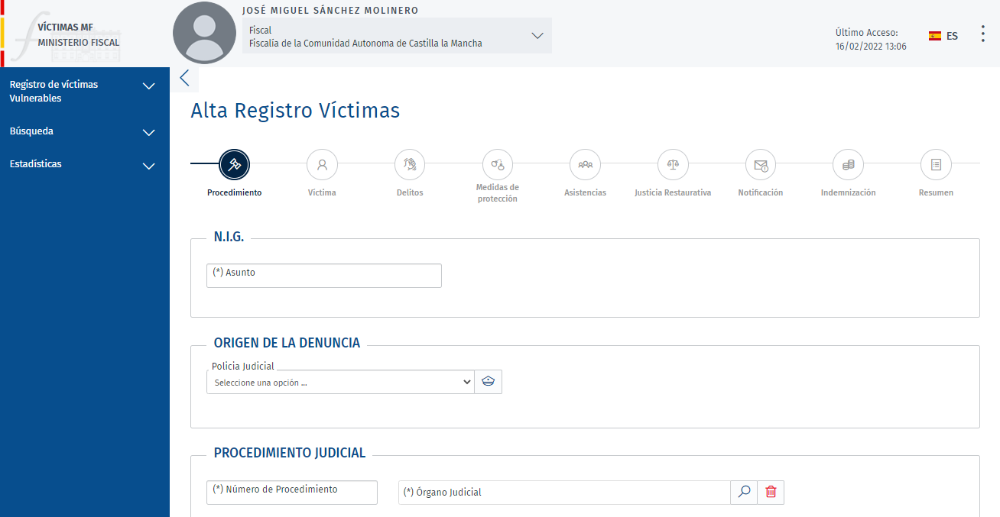 VÍCTIMAS MF
MINISTERIO FISCAL
JOSÉ MIGUEL SÁNCHEZ MOLINERO
Fiscal
Fiscalía de la Comunidad Autonoma de Castilla la Mancha
Último Acceso:
16/02/2022 13:06
ES
Registro de víctimas
Vulnerables
Búsqueda
Estadísticas
Alta Registro Víctimas
Procedimiento
Víctima
Delitos
Medidas de
protección
Asistencias
Justicia Restaurativa
Notificación
Indemnización
Resumen
N.I.G.
(*) Asunto
ORIGEN DE LA DENUNCIA
Policia Judicial
Seleccione una opción ...
PROCEDIMIENTO JUDICIAL
(*) Número de Procedimiento
(*) Órgano Judicial